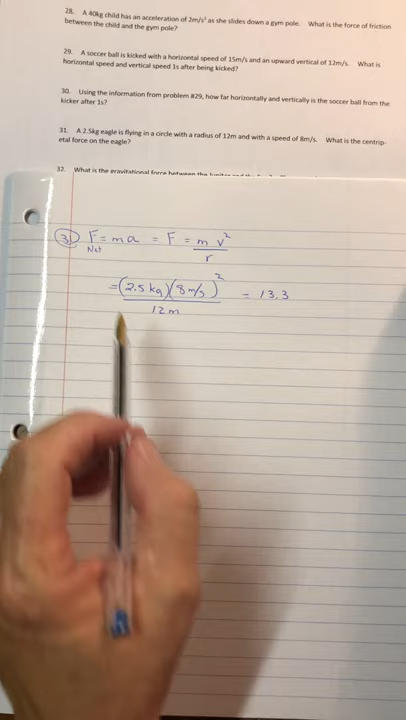 28. A 40kg child has an acceleration of 2m/s² as she slides down a gym pole. What is the force of friction
between the child and the gym pole?
29. A soccer ball is kicked with a horizontal speed of 15m/s and an upward vertical of 12m/s. What is
horizontal speed and vertical speed 1s after being kicked?
30. Using the information from problem #29, how far horizontally and vertically is the soccer ball from the
kicker after 1s?
31. A 2.5kg eagle is flying in a circle with a radius of 12m and with a speed of 8m/s. What is the centrip-
etal force on the eagle?
32. What is the gravitational force between the
31) F = ma = F = m v²
Net r
= (2.5 kg)(8 m/s)² = 13.3
12 m